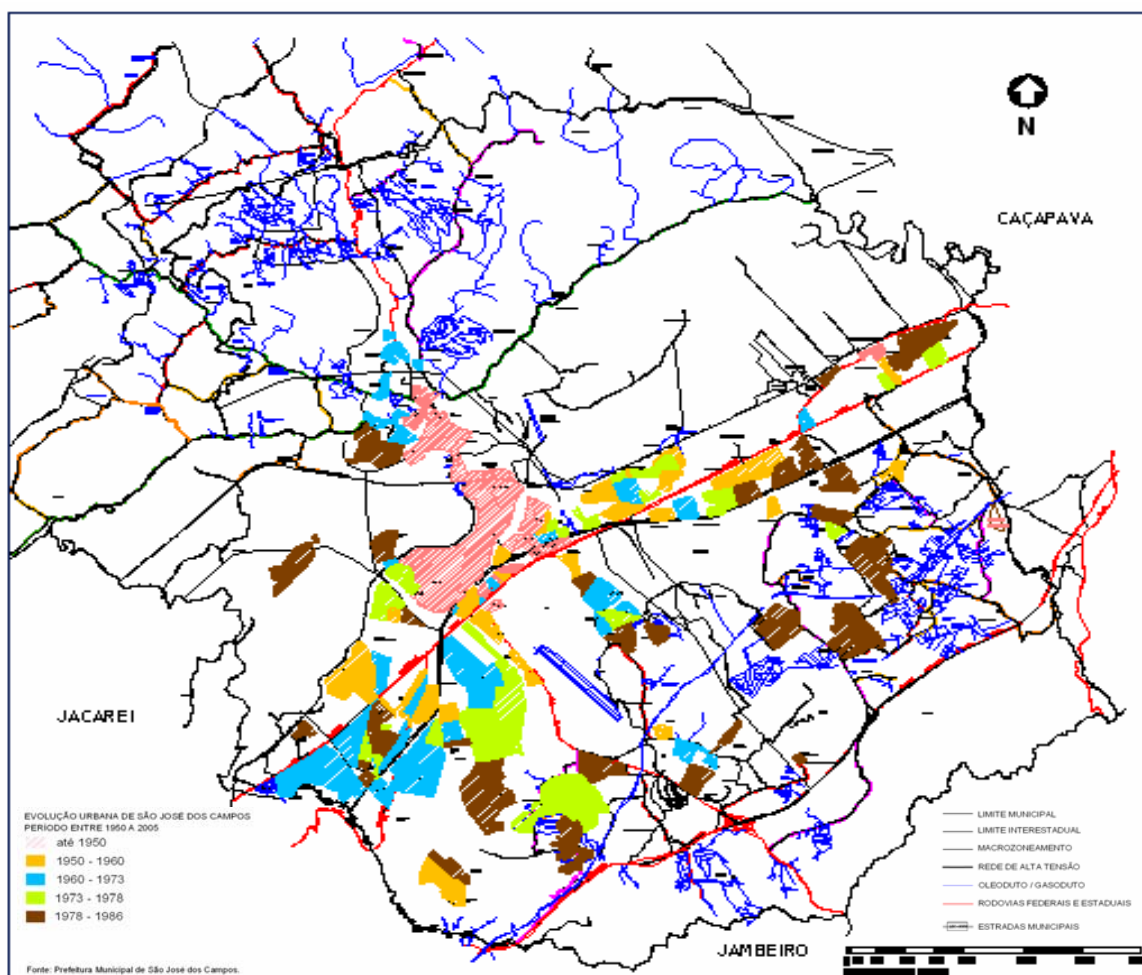 N
CAÇAPAVA
JACAREI
JAMBEIRO
EVOLUÇÃO URBANA DE SÃO JOSÉ DOS CAMPOS
PERÍODO ENTRE 1950 A 2005
até 1950
1950 - 1960
1960 - 1973
1973 - 1978
1978 - 1986
LIMITE MUNICIPAL
LIMITE INTERESTADUAL
MACROZONEAMENTO
REDE DE ALTA TENSÃO
OLEODUTO / GASODUTO
RODOVIAS FEDERAIS E ESTADUAIS
ESTRADAS MUNICIPAIS
Fonte: Prefeitura Municipal de São José dos Campos.